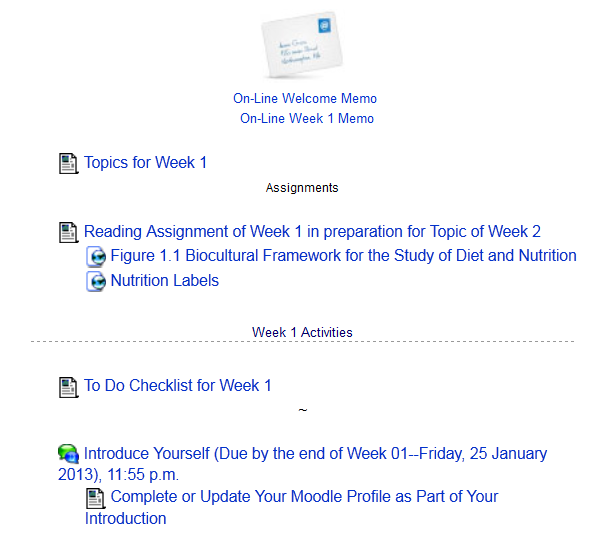 On-Line Welcome Memo
On-Line Week 1 Memo
Topics for Week 1
Assignments
Reading Assignment of Week 1 in preparation for Topic of Week 2
Figure 1.1 Biocultural Framework for the Study of Diet and Nutrition
Nutrition Labels
Week 1 Activities
To Do Checklist for Week 1
~
Introduce Yourself (Due by the end of Week 01--Friday, 25 January
2013), 11:55 p.m.
Complete or Update Your Moodle Profile as Part of Your
Introduction